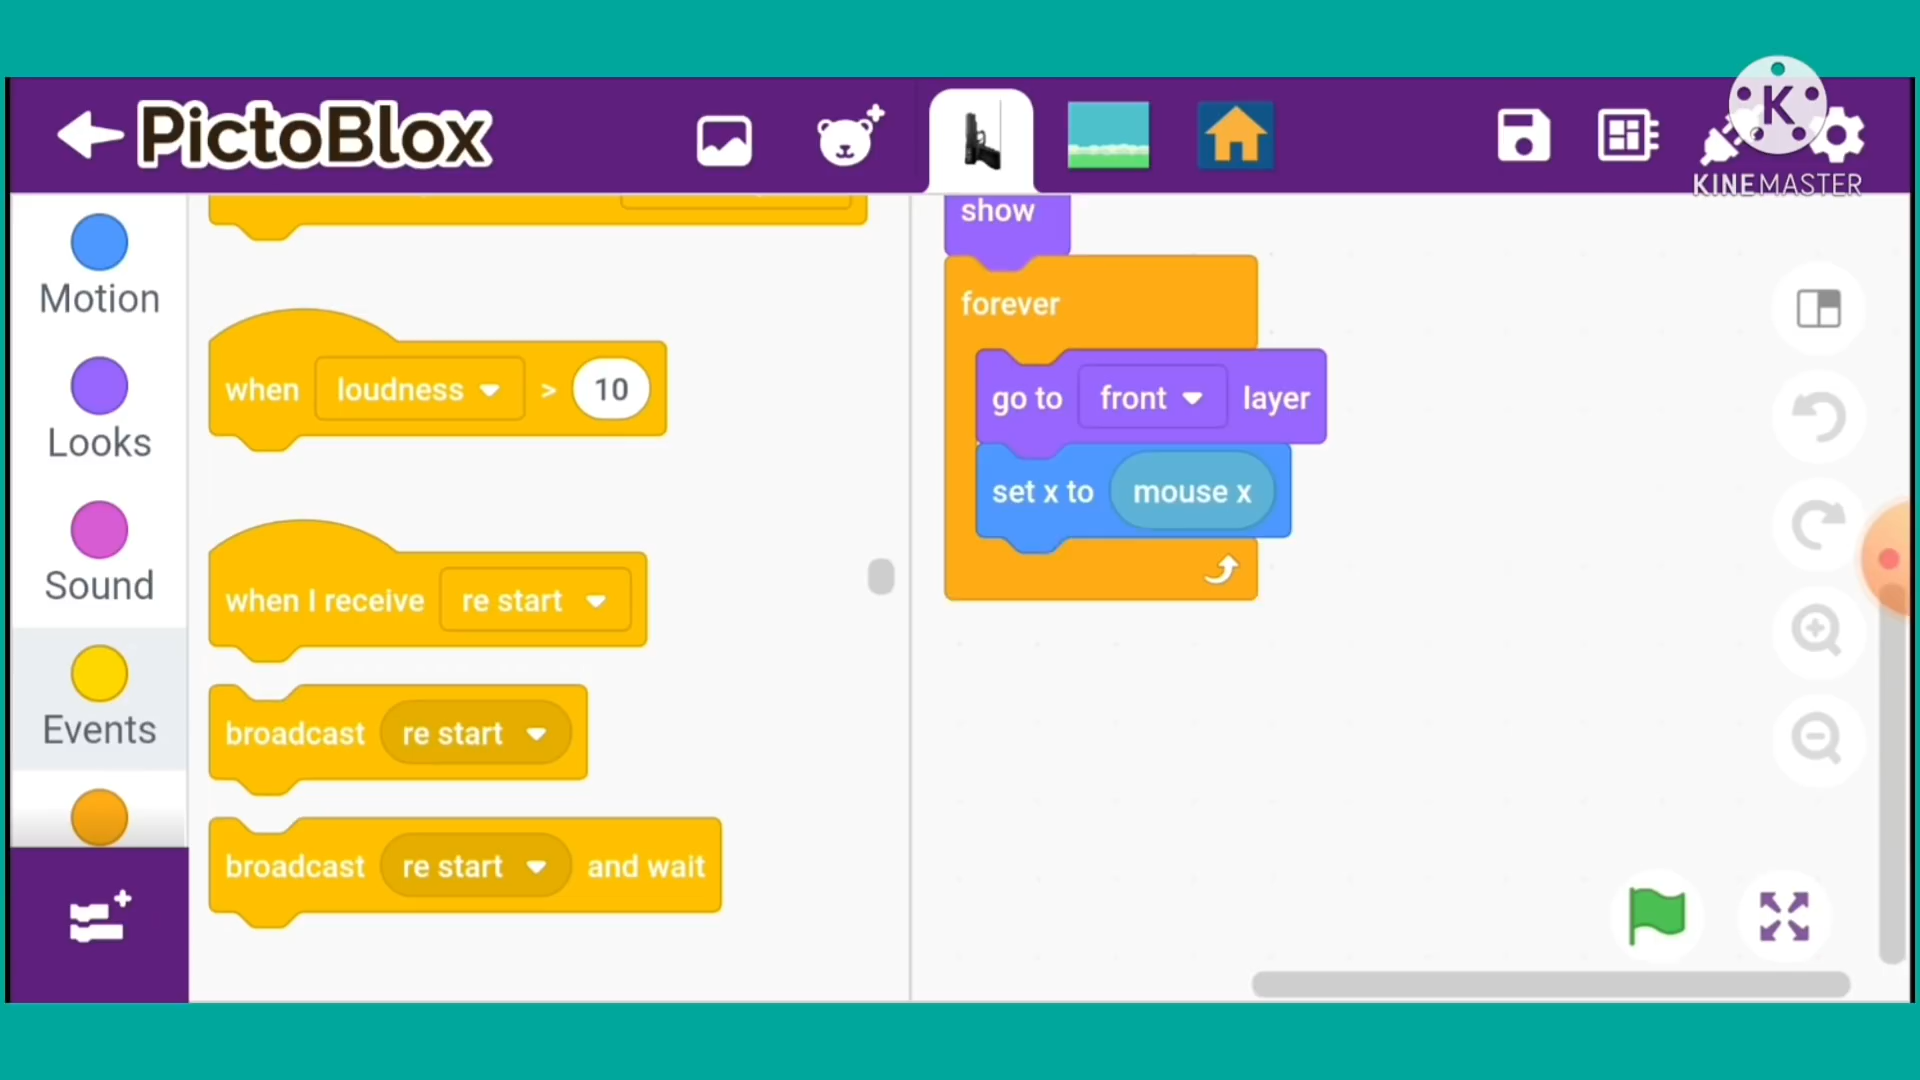 PictoBlox
K
KINEMASTER
Motion
Looks
Sound
Events
when loudness > 10
when I receive re start
broadcast re start
broadcast re start and wait
show
forever
go to front layer
set x to mouse x